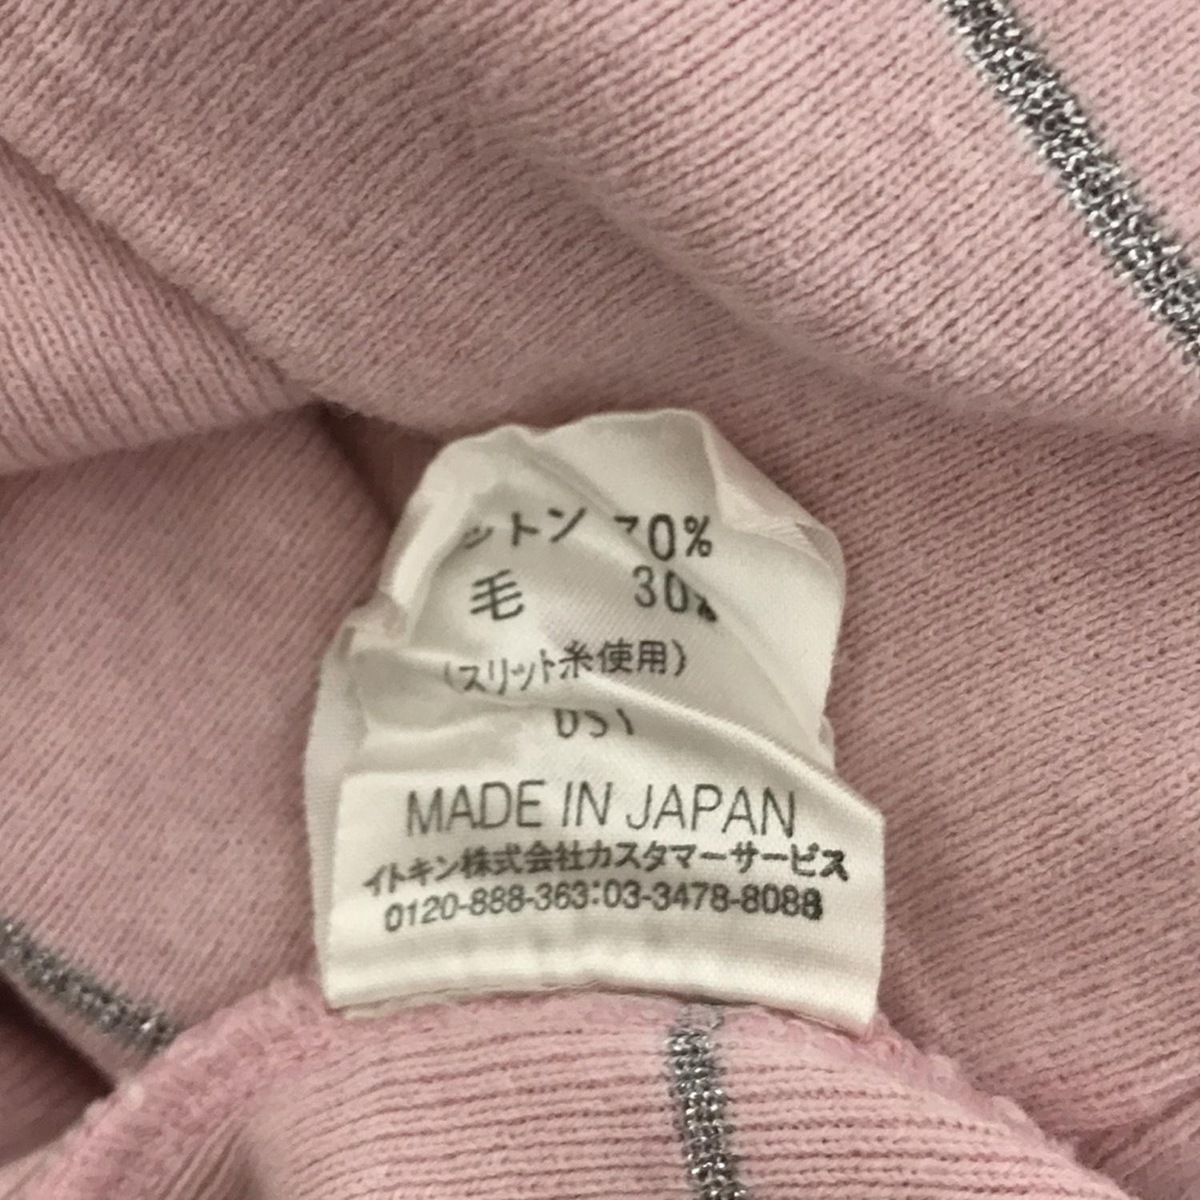 ットン 70%
毛 30%
(スリット糸使用)
DST
MADE IN JAPAN
イトキン株式会社カスタマーサービス
0120-888-363:03-3478-8088